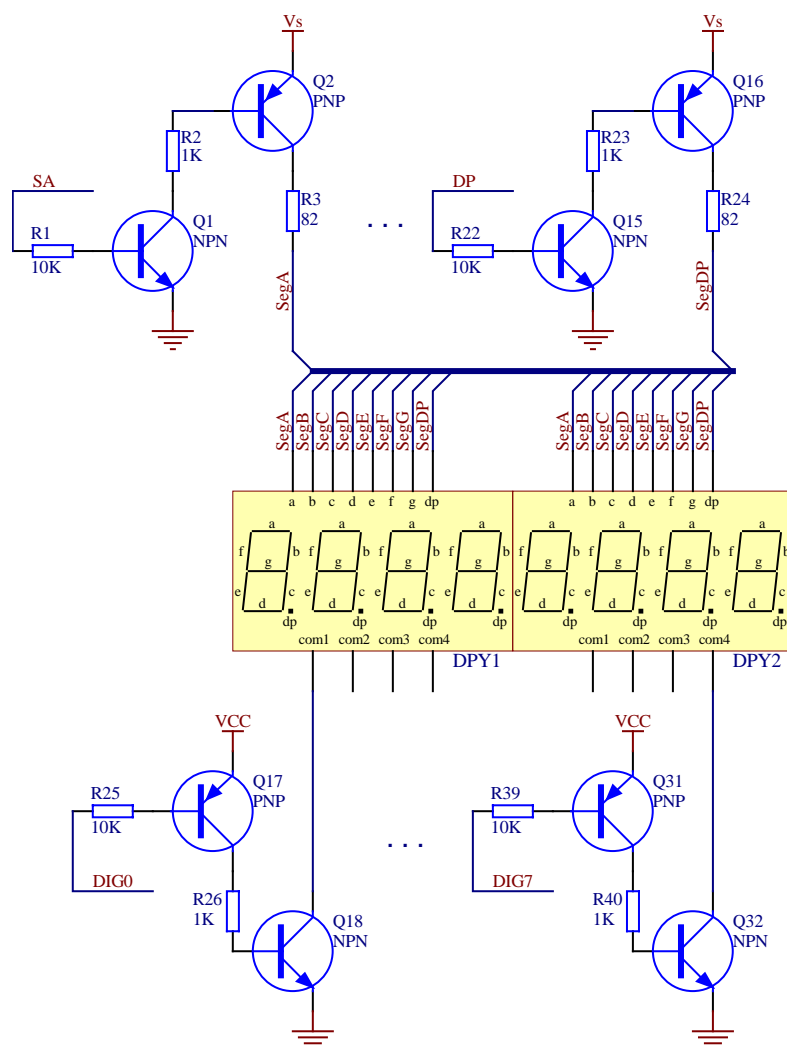 Vs Vs
Q2 Q16
PNP PNP
R2 R23
1K 1K
SA DP
R3 R24
82 82
Q1 Q15
R1 NPN R22 NPN
. . . 
10K 10K
SegA SegDP
SegA SegB SegC SegD SegE SegF SegG SegDP SegA SegB SegC SegD SegE SegF SegG SegDP
a b c d e f g dp a b c d e f g dp
a a a a a a a
f b f b f b f b f b f b f
g g g g g g g g
e c e c e c e c e c e c e c
d d d d d d d d
dp dp dp dp dp dp dp dp
com1 com2 com3 com4 com1 com2 com3 com4
DPY1 DPY2
VCC VCC
Q17 Q31
R25 PNP R39 PNP
10K 10K
. . .
DIG0 DIG7
R26 R40
1K 1K
Q18 Q32
NPN NPN